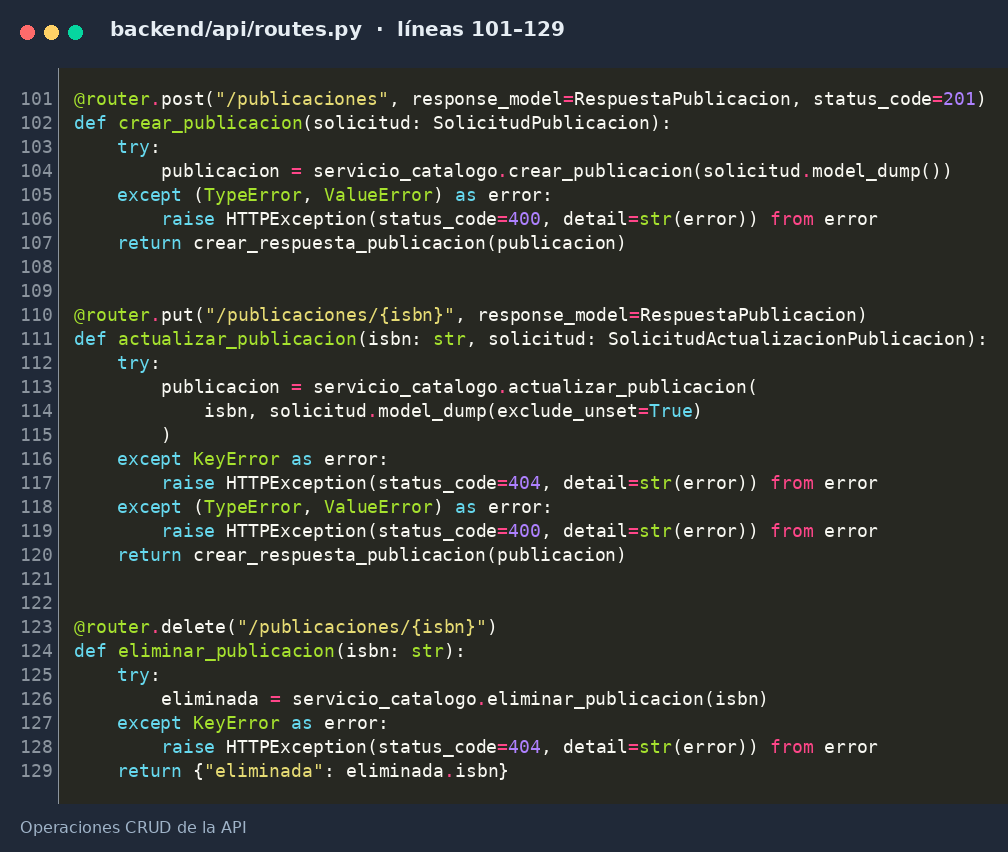 backend/api/routes.py · líneas 101–129
101 @router.post("/publicaciones", response_model=RespuestaPublicacion, status_code=201)
102 def crear_publicacion(solicitud: SolicitudPublicacion):
103     try:
104         publicacion = servicio_catalogo.crear_publicacion(solicitud.model_dump())
105     except (TypeError, ValueError) as error:
106         raise HTTPException(status_code=400, detail=str(error)) from error
107     return crear_respuesta_publicacion(publicacion)
108
109
110 @router.put("/publicaciones/{isbn}", response_model=RespuestaPublicacion)
111 def actualizar_publicacion(isbn: str, solicitud: SolicitudActualizacionPublicacion):
112     try:
113         publicacion = servicio_catalogo.actualizar_publicacion(
114             isbn, solicitud.model_dump(exclude_unset=True)
115         )
116     except KeyError as error:
117         raise HTTPException(status_code=404, detail=str(error)) from error
118     except (TypeError, ValueError) as error:
119         raise HTTPException(status_code=400, detail=str(error)) from error
120     return crear_respuesta_publicacion(publicacion)
121
122
123 @router.delete("/publicaciones/{isbn}")
124 def eliminar_publicacion(isbn: str):
125     try:
126         eliminada = servicio_catalogo.eliminar_publicacion(isbn)
127     except KeyError as error:
128         raise HTTPException(status_code=404, detail=str(error)) from error
129     return {"eliminada": eliminada.isbn}
Operaciones CRUD de la API